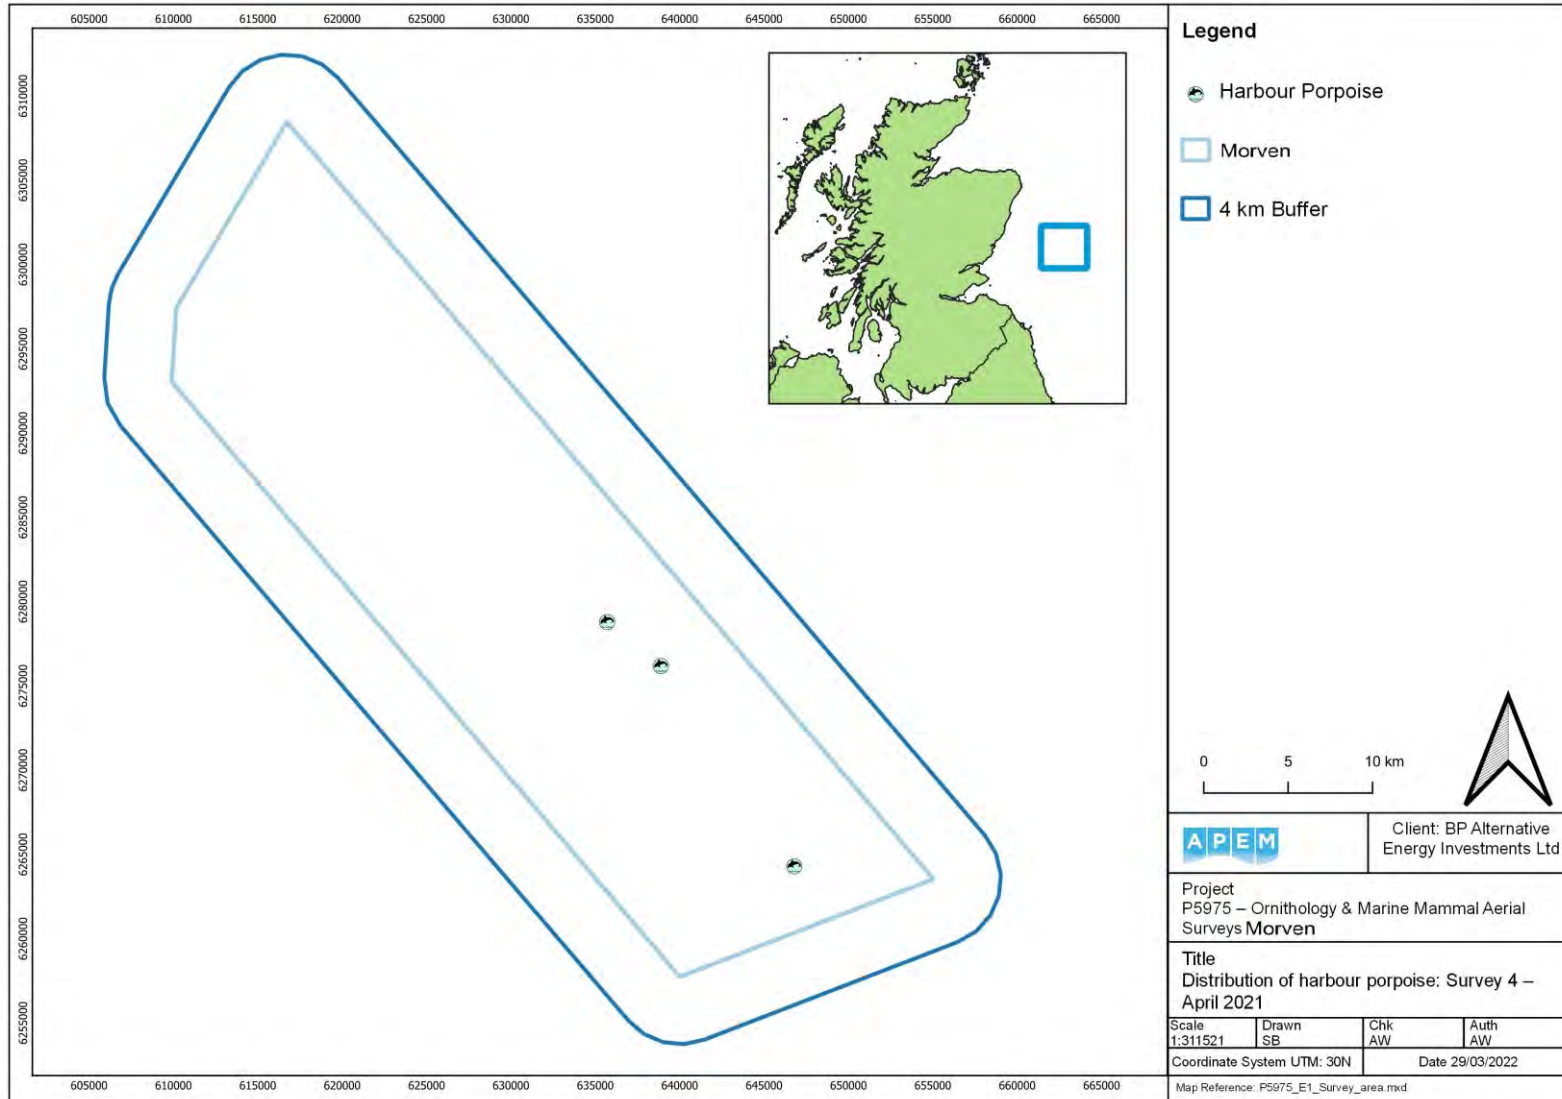 605000 610000 615000 620000 625000 630000 635000 640000 645000 650000 655000 660000 665000
6310000
6305000
6300000
6295000
6290000
6285000
6280000
6275000
6270000
6265000
6260000
6255000
605000 610000 615000 620000 625000 630000 635000 640000 645000 650000 655000 660000 665000
Legend
Harbour Porpoise
Morven
4 km Buffer
0 5 10 km
APEM
Client: BP Alternative
Energy Investments Ltd
Project
P5975 – Ornithology & Marine Mammal Aerial
Surveys Morven
Title
Distribution of harbour porpoise: Survey 4 –
April 2021
Scale
1:311521
Drawn
SB
Chk
AW
Auth
AW
Coordinate System UTM: 30N
Date 29/03/2022
Map Reference: P5975_E1_Survey_area.mxd